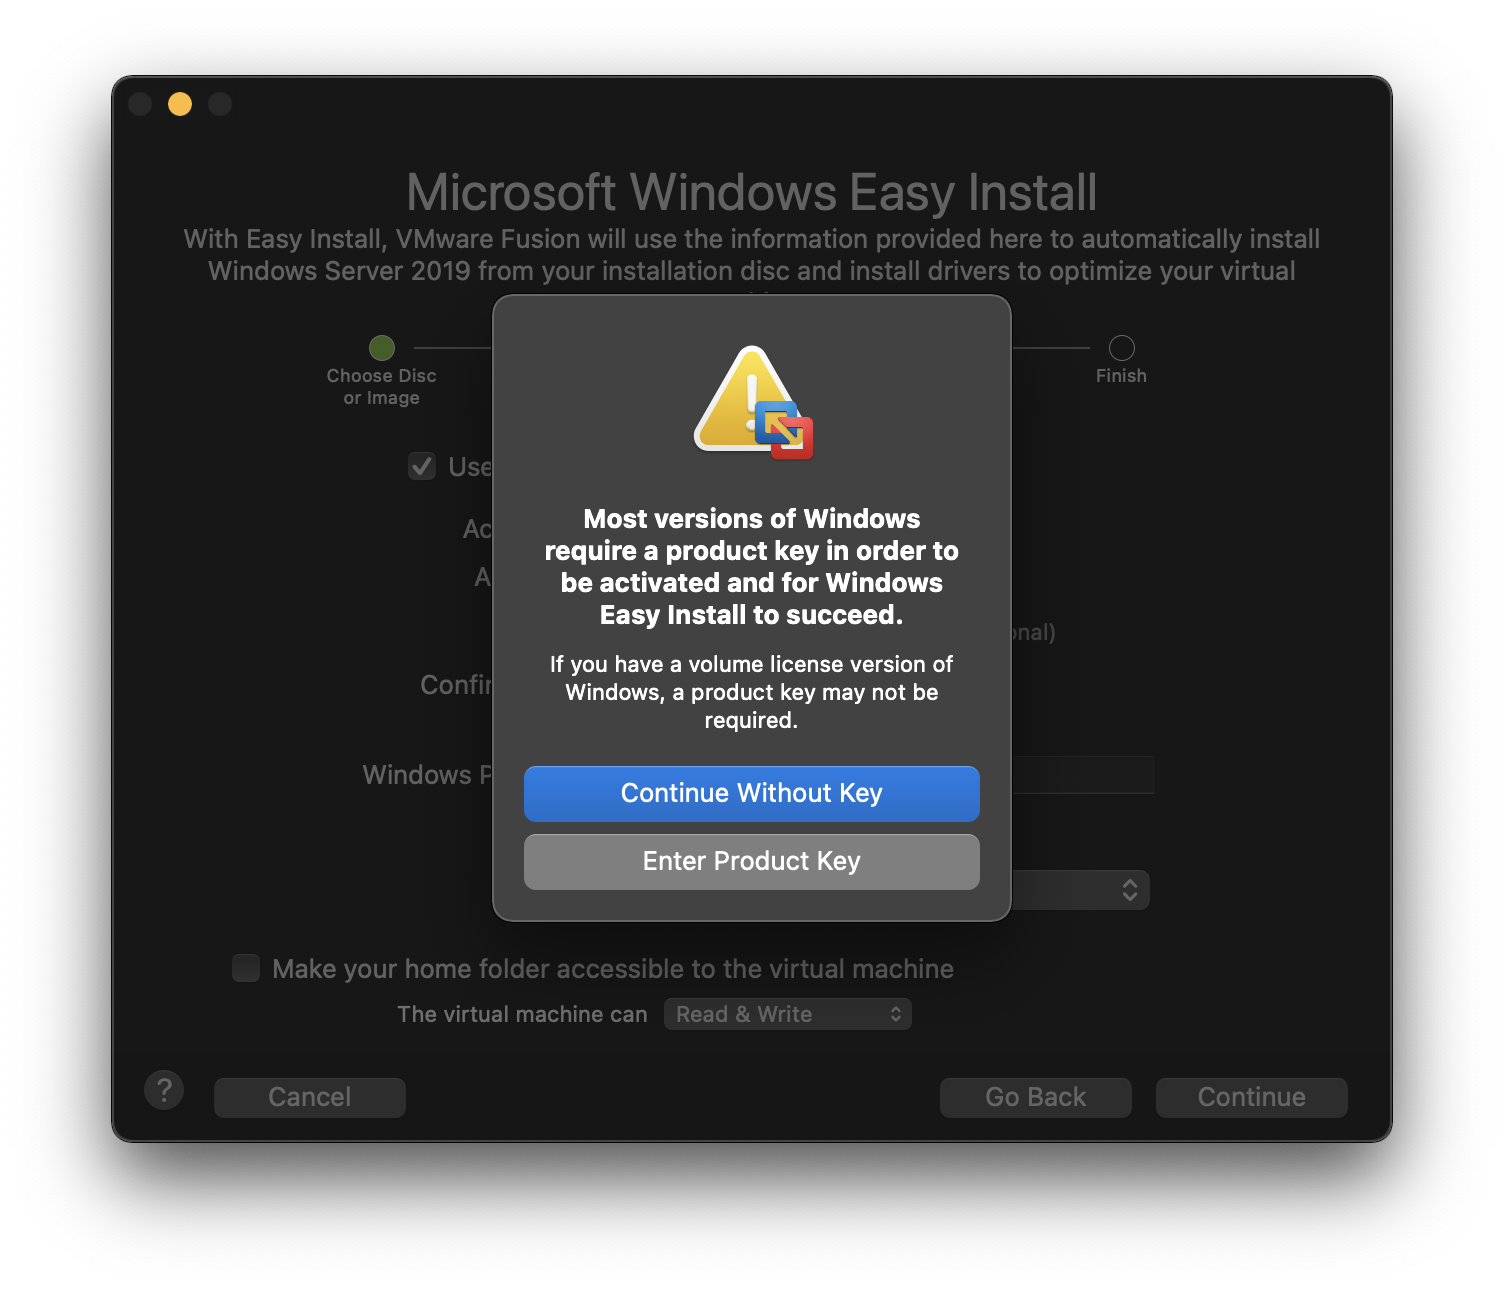 Microsoft Windows Easy Install
With Easy Install, VMware Fusion will use the information provided here to automatically install
Windows Server 2019 from your installation disc and install drivers to optimize your virtual
Choose Disc
or Image
Finish
Use
Most versions of Windows
require a product key in order to
be activated and for Windows
Easy Install to succeed.
If you have a volume license version of
Windows, a product key may not be
required.
Windows P
Continue Without Key
Enter Product Key
Make your home folder accessible to the virtual machine
The virtual machine can Read & Write
? Cancel Go Back Continue